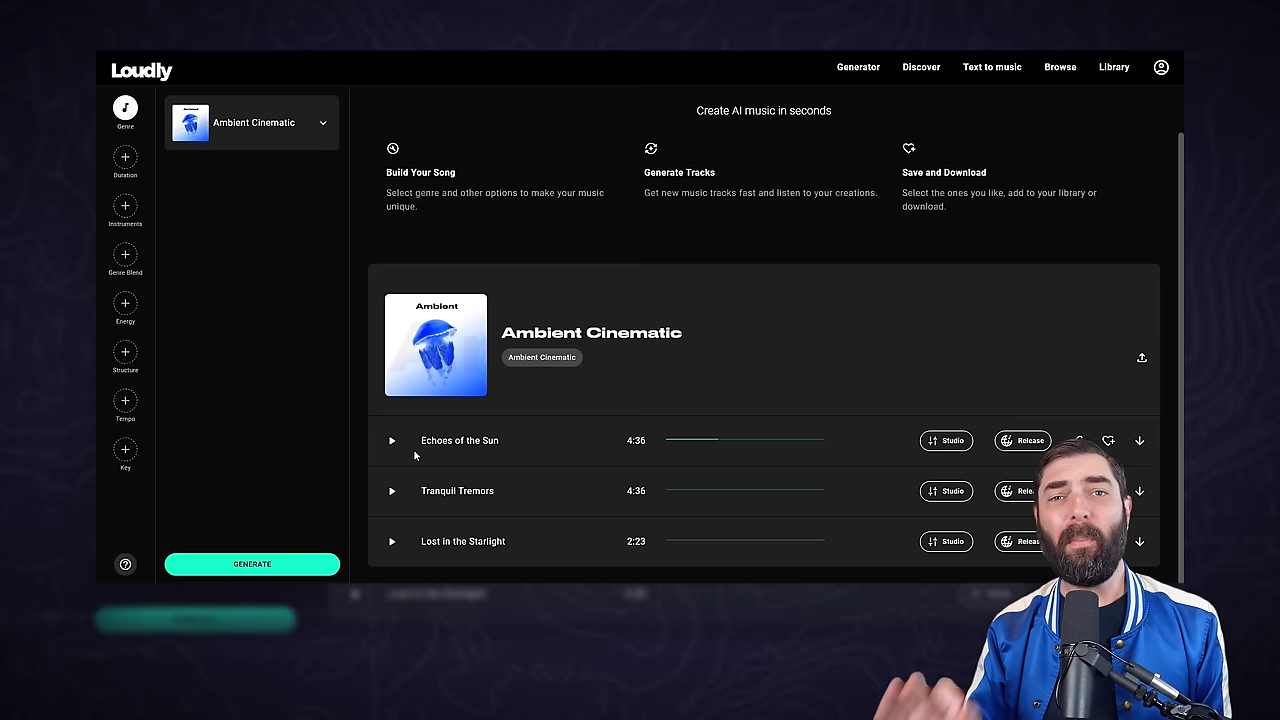 Loudly
Generator
Discover
Text to music
Browse
Library
Genre
Duration
Instruments
Genre Blend
Energy
Structure
Tempo
Key
Ambient Cinematic
GENERATE
Create AI music in seconds
Build Your Song
Select genre and other options to make your music
unique.
Generate Tracks
Get new music tracks fast and listen to your creations.
Save and Download
Select the ones you like, add to your library or
download.
Ambient
Ambient Cinematic
Ambient Cinematic
Echoes of the Sun 4:36 Studio Release
Tranquil Tremors 4:36 Studio
Lost in the Starlight 2:23 Studio